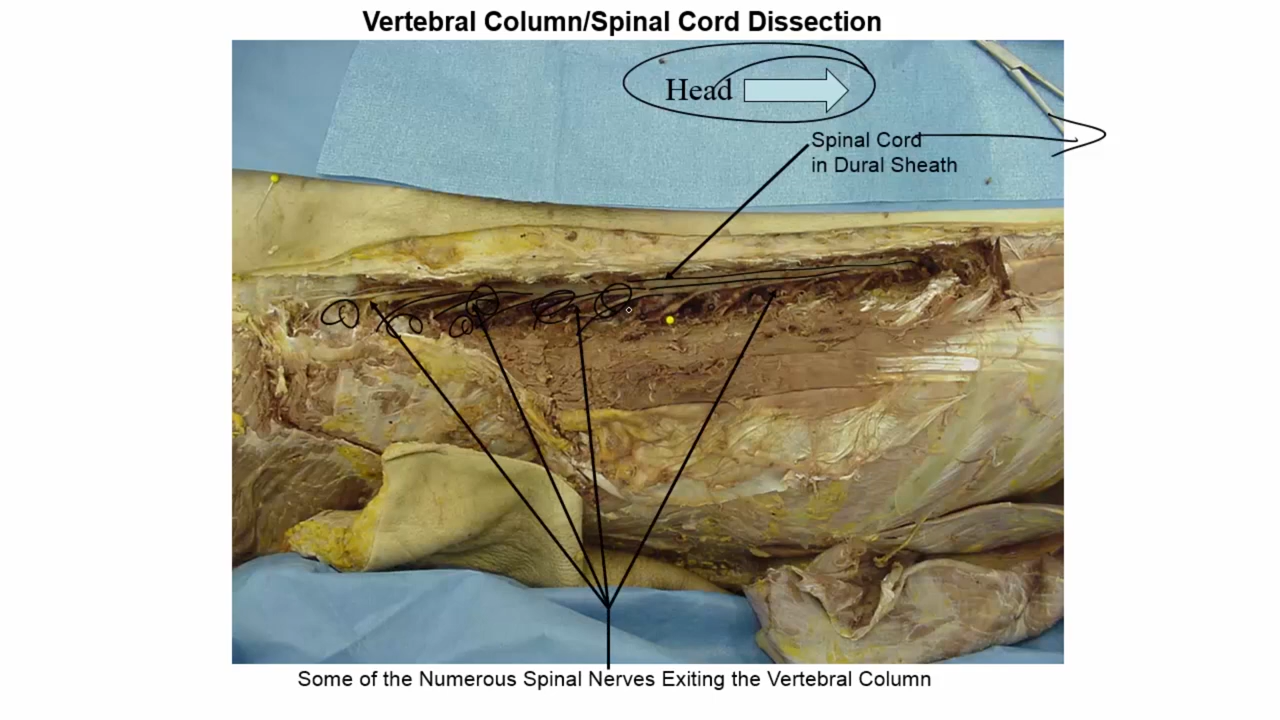 Vertebral Column/Spinal Cord Dissection
Head
Spinal Cord
in Dural Sheath
Some of the Numerous Spinal Nerves Exiting the Vertebral Column